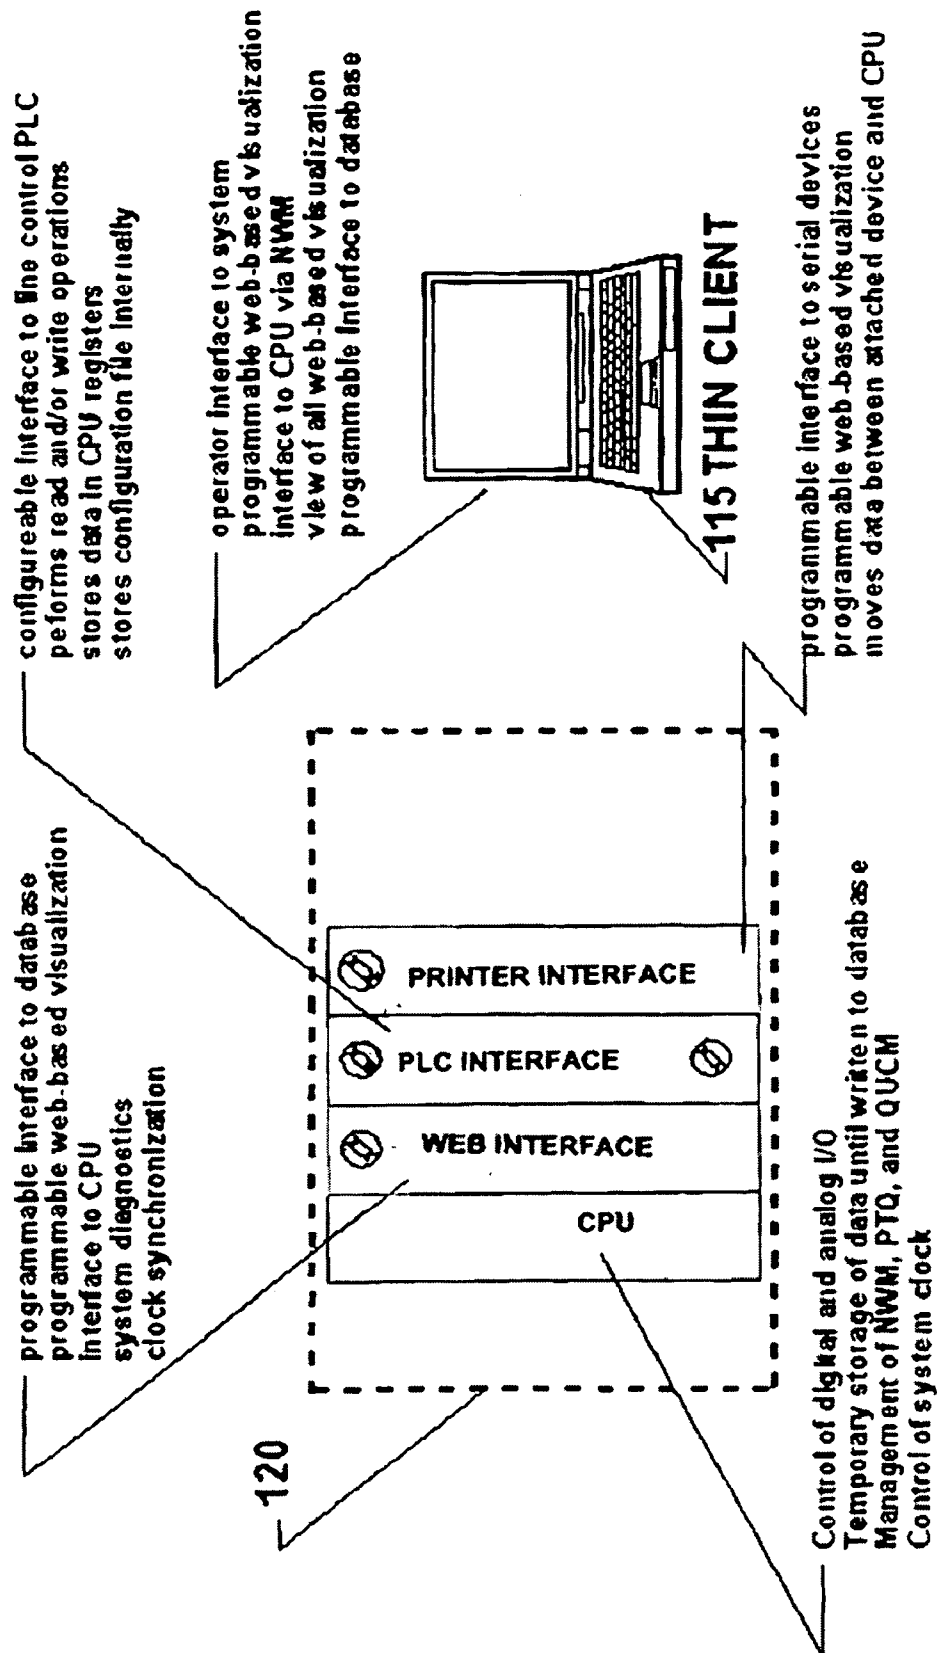 programmable interface to database
programmable web-based visualization
interface to CPU
system diagnostics
clock synchronization
configureable interface to line control PLC
peforms read and/or write operations
stores data in CPU registers
stores configuration file internally
operator interface to system
programmable web-based visualization
interface to CPU via NWM
view of all web-based visualization
programmable interface to database
120
PRINTER INTERFACE
PLC INTERFACE
WEB INTERFACE
CPU
115 THIN CLIENT
Control of digital and analog I/O
Temporary storage of data until written to database
Management of NWM, PTQ, and QUCM
Control of system clock
programmable interface to serial devices
programmable web-based visualization
moves data between attached device and CPU